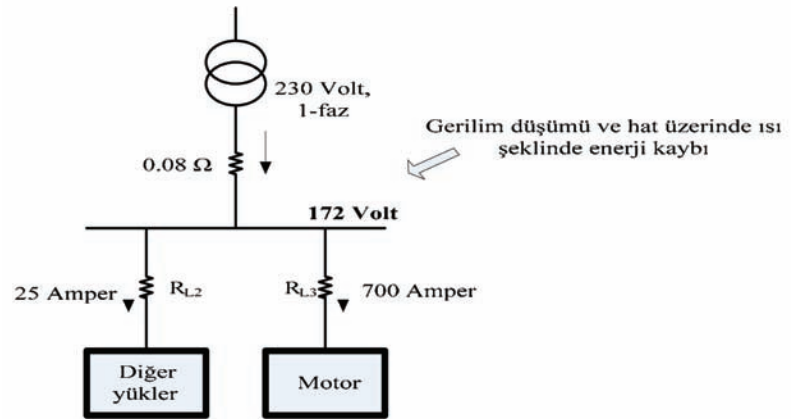 230 Volt,
1-faz
Gerilim düşümü ve hat üzerinde ısı
şeklinde enerji kaybı
0.08 Ω
172 Volt
25 Amper
RL2
RL3
700 Amper
Diğer
yükler
Motor